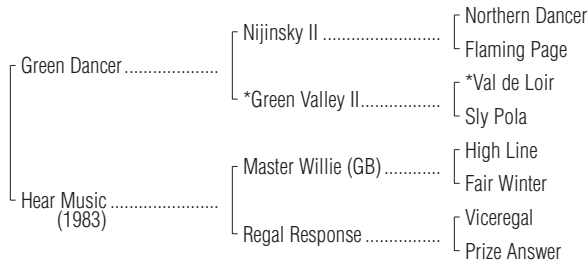 Northern Dancer
Nijinsky II ........................
Flaming Page
Green Dancer ...................
*Val de Loir
*Green Valley II................
Sly Pola
High Line
Master Willie (GB) ...........
Fair Winter
Hear Music ......................
(1983)
Viceregal
Regal Response ...............
Prize Answer